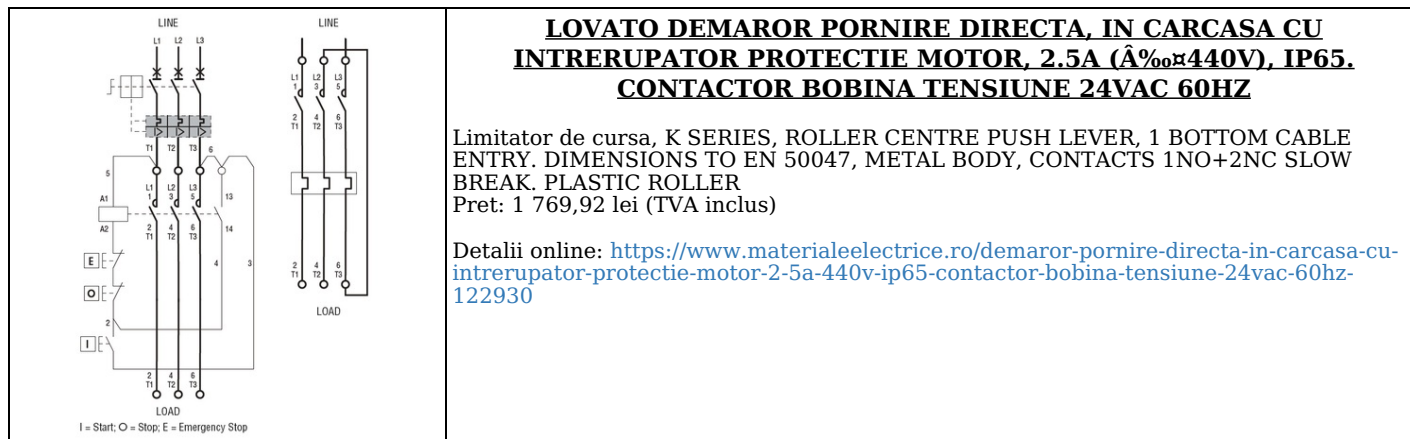 LINE
L1 L2 L3
T1 T2 T3 6
5
L1 L2 L3
A1 1 3 5 13
A2 2 4 6 14
T1 T2 T3
E 4 3
O
2
I
2 4 6
T1 T2 T3
LOAD
I = Start; O = Stop; E = Emergency Stop
LINE
L1 L2 L3
1 3 5
2 4 6
T1 T2 T3
2 4 6
T1 T2 T3
LOAD
LOVATO DEMAROR PORNIRE DIRECTA, IN CARCASA CU
INTRERUPATOR PROTECTIE MOTOR, 2.5A (Â‰¤440V), IP65.
CONTACTOR BOBINA TENSIUNE 24VAC 60HZ
Limitator de cursa, K SERIES, ROLLER CENTRE PUSH LEVER, 1 BOTTOM CABLE
ENTRY. DIMENSIONS TO EN 50047, METAL BODY, CONTACTS 1NO+2NC SLOW
BREAK. PLASTIC ROLLER
Pret: 1 769,92 lei (TVA inclus)
Detalii online: https://www.materialeelectrice.ro/demaror-pornire-directa-in-carcasa-cu-
intrerupator-protectie-motor-2-5a-440v-ip65-contactor-bobina-tensiune-24vac-60hz-
122930